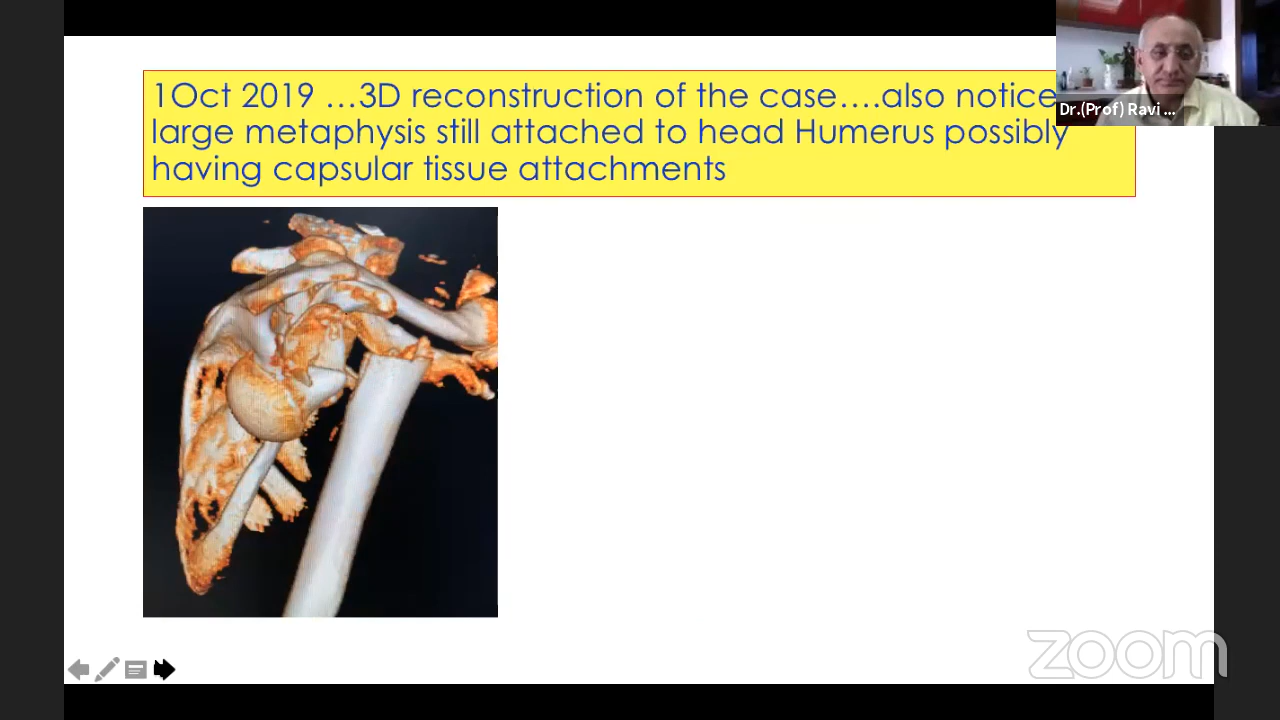 1Oct 2019 ...3D reconstruction of the case....also notice
large metaphysis still attached to head Humerus possibly
having capsular tissue attachments
Dr.(Prof) Ravi ...
zoom